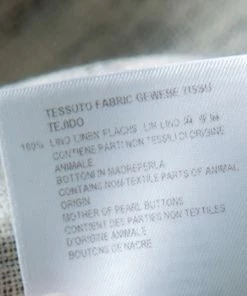 TESSUTO FABRIC GEWEBE TISSU
TEJIDO
100% LINO LINEN FLACHS LIN LINO 麻
CONTIENE PARTI NON TESSILI DI ORIGINE
ANIMALE
BOTTONI IN MADREPERLA
CONTAINS NON-TEXTILE PARTS OF ANIMAL
ORIGIN
MOTHER OF PEARL BUTTONS
CONTIENT DES PARTIES NON TEXTILES
D'ORIGINE ANIMALE
BOUTONS DE NACRE